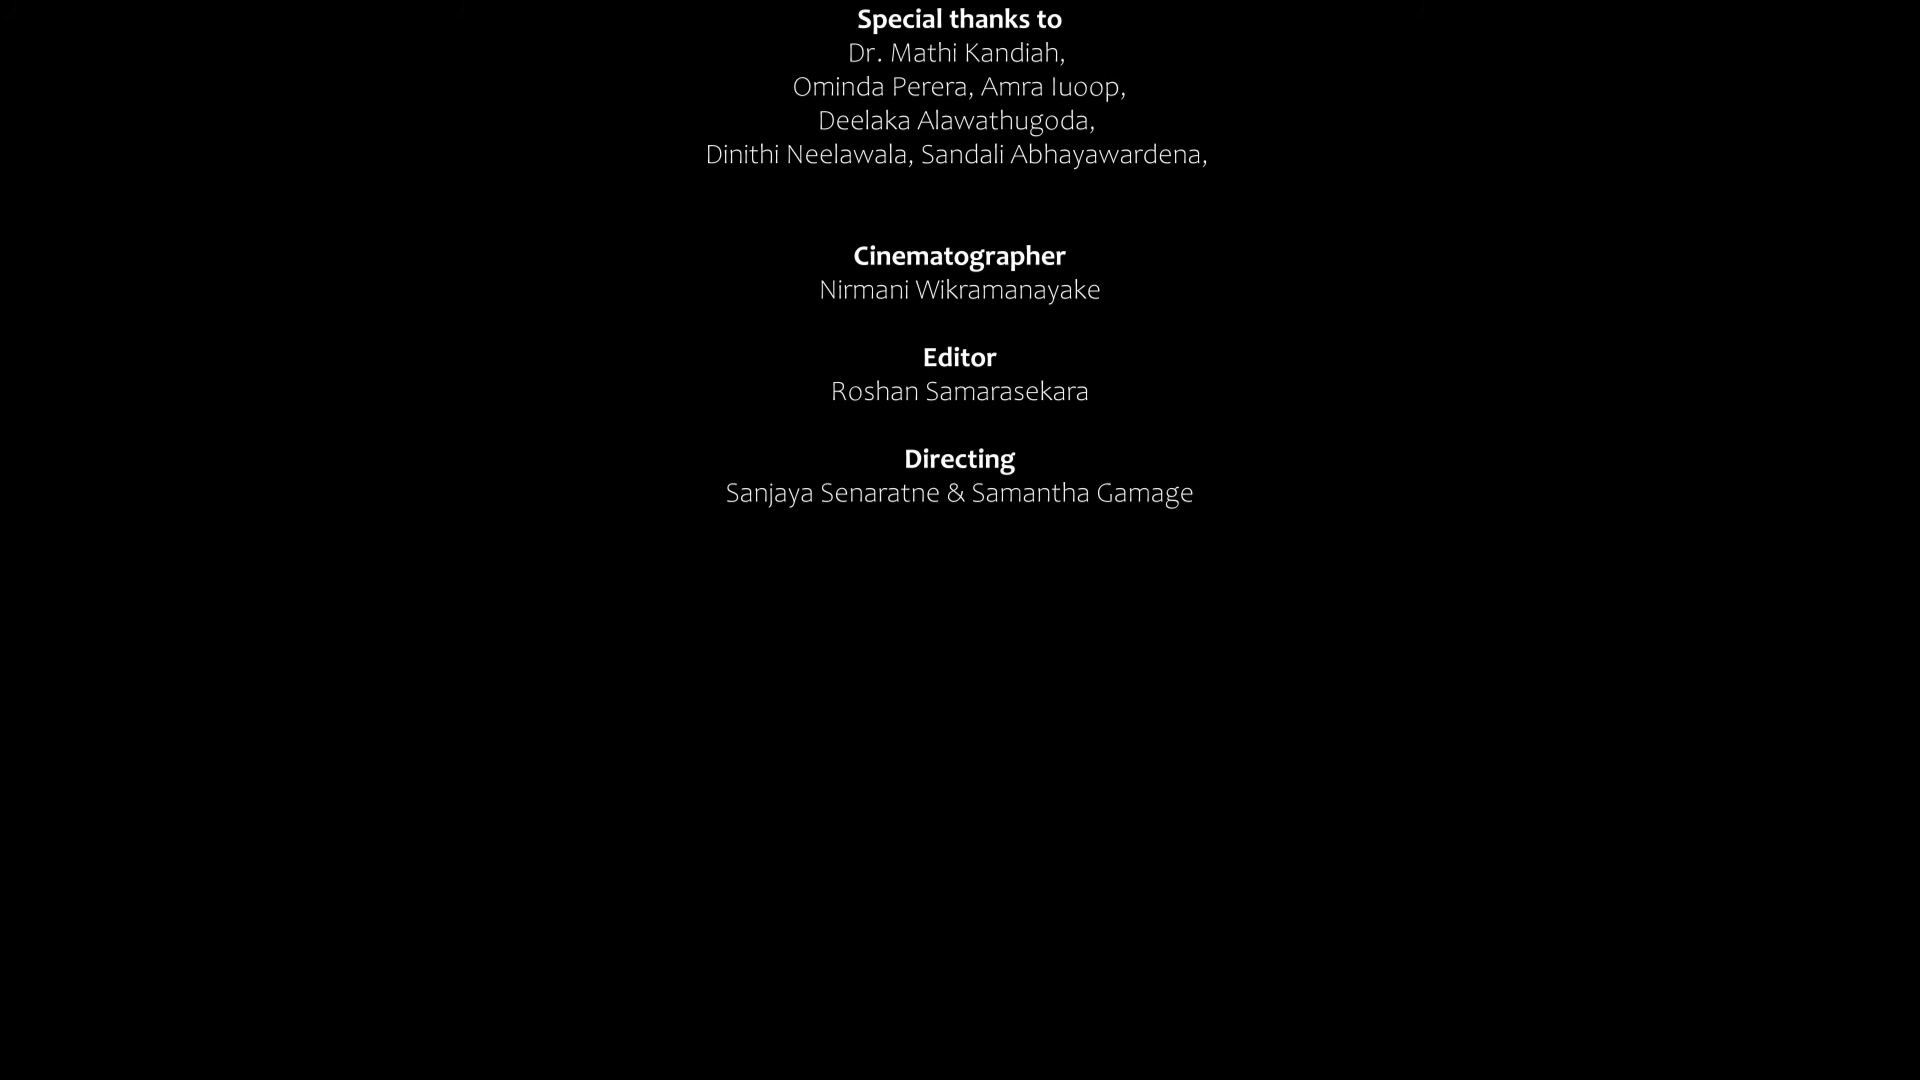 Special thanks to
Dr. Mathi Kandiah,
Ominda Perera, Amra Iuoop,
Deelaka Alawathugoda,
Dinithi Neelawala, Sandali Abhayawardena,
Cinematographer
Nirmani Wikramanayake
Editor
Roshan Samarasekara
Directing
Sanjaya Senaratne & Samantha Gamage